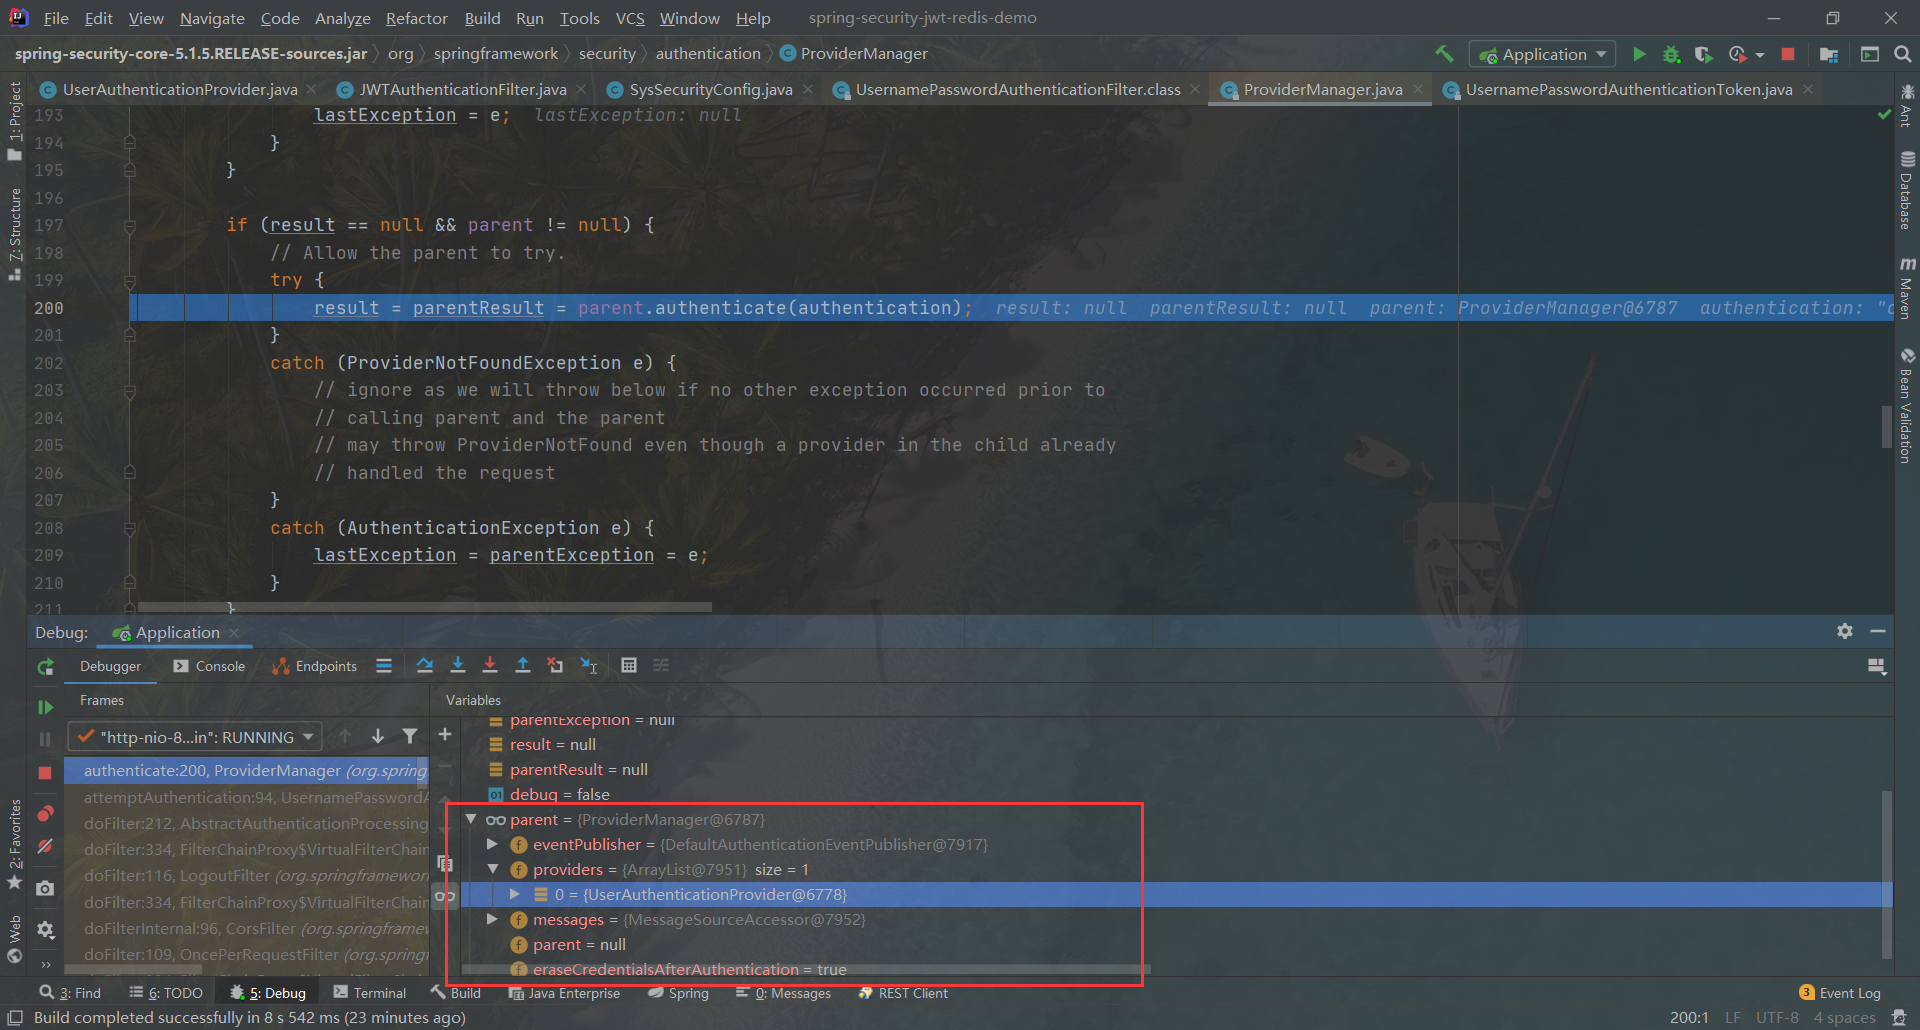 File Edit View Navigate Code Analyze Refactor Build Run Tools VCS Window Help spring-security-jwt-redis-demo
spring-security-core-5.1.5.RELEASE-sources.jar org springframework security authentication ProviderManager Application
UserAuthenticationProvider.java JWTAuthenticationFilter.java SysSecurityConfig.java UsernamePasswordAuthenticationFilter.class ProviderManager.java UsernamePasswordAuthenticationToken.java
1: Project
7: Structure
2: Favorites
Web
193 lastException = e; lastException: null
194 }
195 }
196
197 if (result == null && parent != null) {
198 // Allow the parent to try.
199 try {
200 result = parentResult = parent.authenticate(authentication); result: null parentResult: null parent: ProviderManager@6787 authentication: "o
201 }
202 catch (ProviderNotFoundException e) {
203 // ignore as we will throw below if no other exception occurred prior to
204 // calling parent and the parent
205 // may throw ProviderNotFound even though a provider in the child already
206 // handled the request
207 }
208 catch (AuthenticationException e) {
209 lastException = parentException = e;
210 }
211 }
Ant
Database
Maven
Bean Validation
Debug: Application
Debugger Console Endpoints
Frames
"http-nio-8...in": RUNNING
authenticate:200, ProviderManager (org.spring
attemptAuthentication:94, UsernamePasswordA
doFilter:212, AbstractAuthenticationProcessing
doFilter:334, FilterChainProxy$VirtualFilterChain
doFilter:116, LogoutFilter (org.springframework
doFilter:334, FilterChainProxy$VirtualFilterChain
doFilterInternal:96, CorsFilter (org.springframew
doFilter:109, OncePerRequestFilter (org.springf
Variables
parentException = null
result = null
parentResult = null
debug = false
parent = {ProviderManager@6787}
eventPublisher = {DefaultAuthenticationEventPublisher@7917}
providers = {ArrayList@7951} size = 1
0 = {UserAuthenticationProvider@6778}
messages = {MessageSourceAccessor@7952}
parent = null
eraseCredentialsAfterAuthentication = true
3: Find 6: TODO 5: Debug Terminal Build Java Enterprise Spring 0: Messages REST Client 3 Event Log
Build completed successfully in 8 s 542 ms (23 minutes ago) 200:1 LF UTF-8 4 spaces